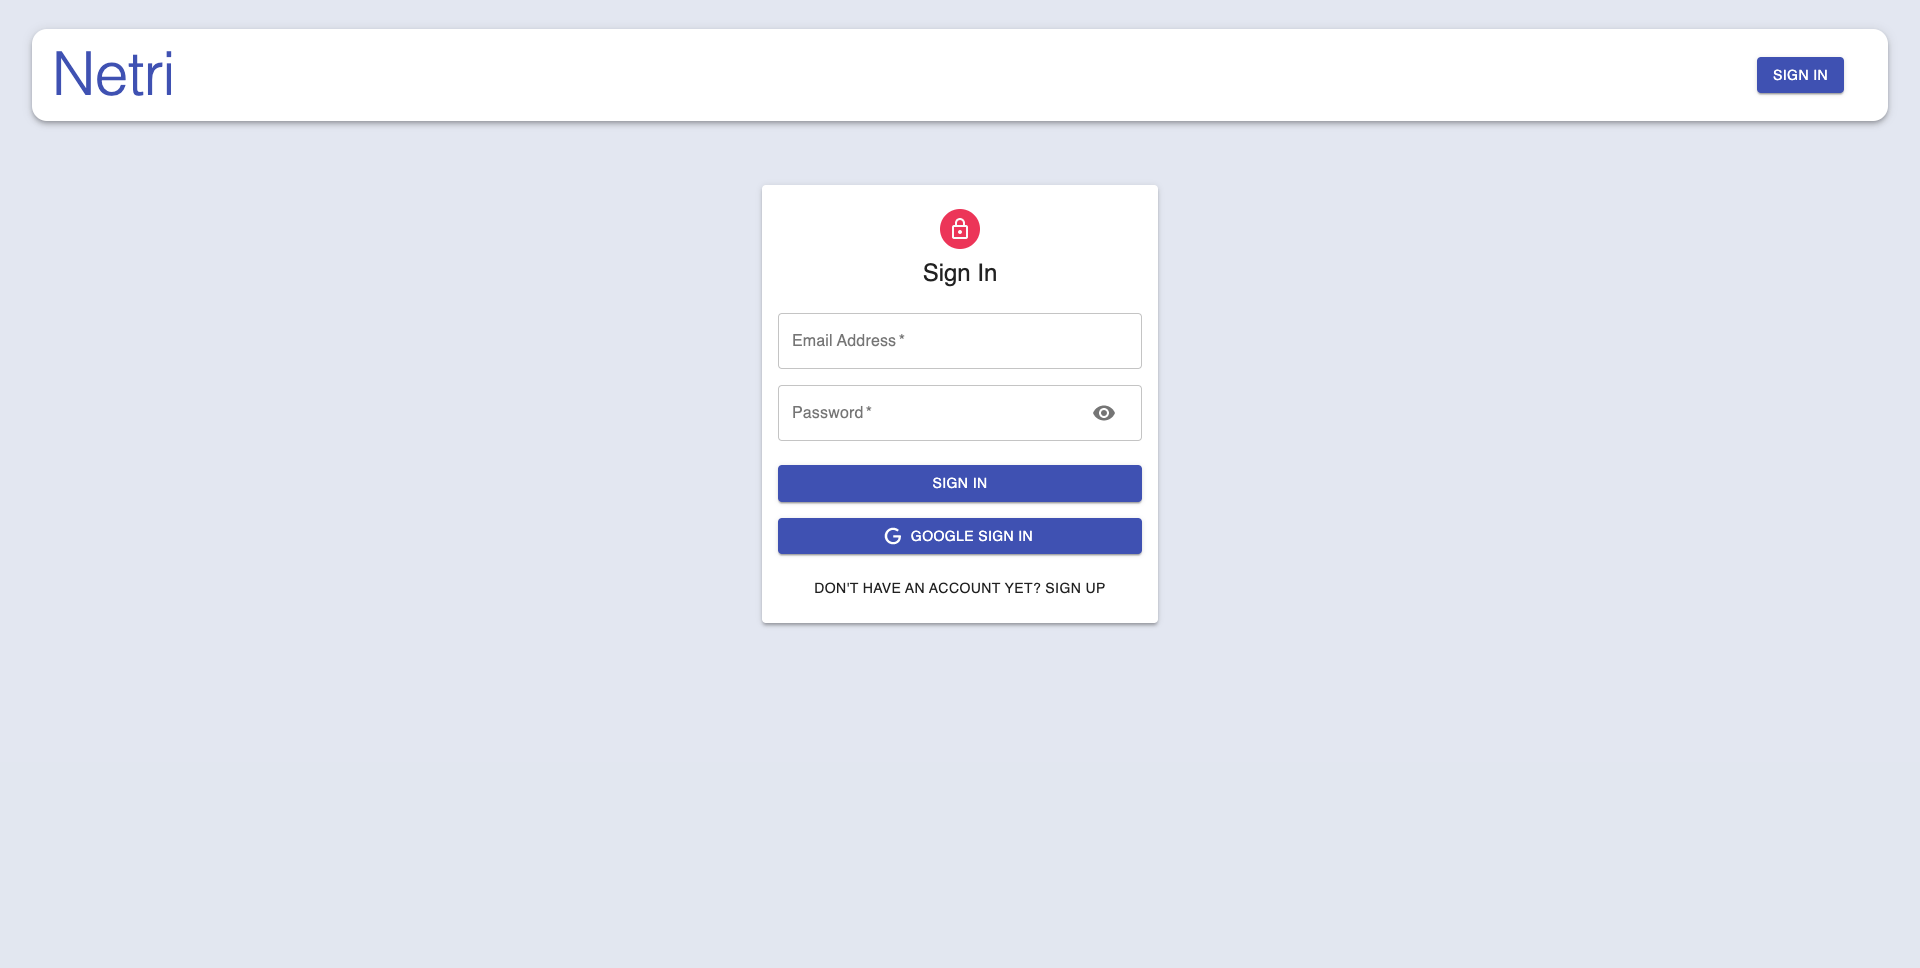 Netri
SIGN IN
Sign In
Email Address *
Password *
SIGN IN
GOOGLE SIGN IN
DON'T HAVE AN ACCOUNT YET? SIGN UP